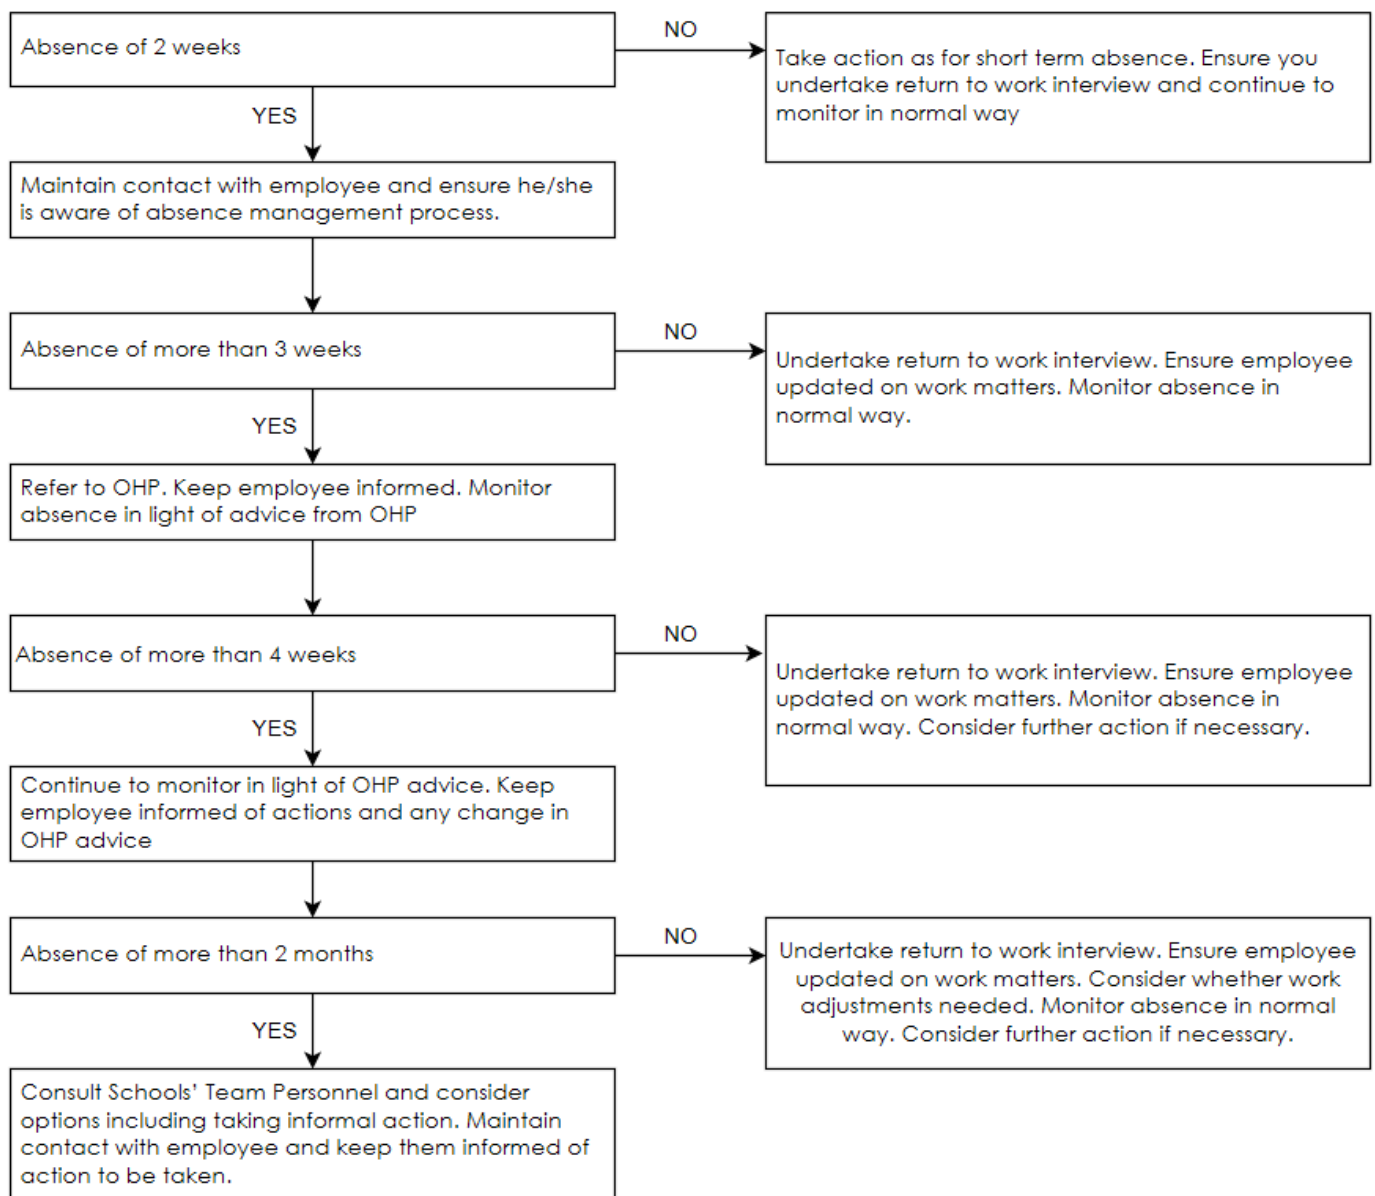 Absence of 2 weeks
NO
Take action as for short term absence. Ensure you
undertake return to work interview and continue to
monitor in normal way
YES
Maintain contact with employee and ensure he/she
is aware of absence management process.
Absence of more than 3 weeks
NO
Undertake return to work interview. Ensure employee
updated on work matters. Monitor absence in
normal way.
YES
Refer to OHP. Keep employee informed. Monitor
absence in light of advice from OHP
Absence of more than 4 weeks
NO
Undertake return to work interview. Ensure employee
updated on work matters. Monitor absence in
normal way. Consider further action if necessary.
YES
Continue to monitor in light of OHP advice. Keep
employee informed of actions and any change in
OHP advice
Absence of more than 2 months
NO
Undertake return to work interview. Ensure employee
updated on work matters. Consider whether work
adjustments needed. Monitor absence in normal
way. Consider further action if necessary.
YES
Consult Schools’ Team Personnel and consider
options including taking informal action. Maintain
contact with employee and keep them informed of
action to be taken.